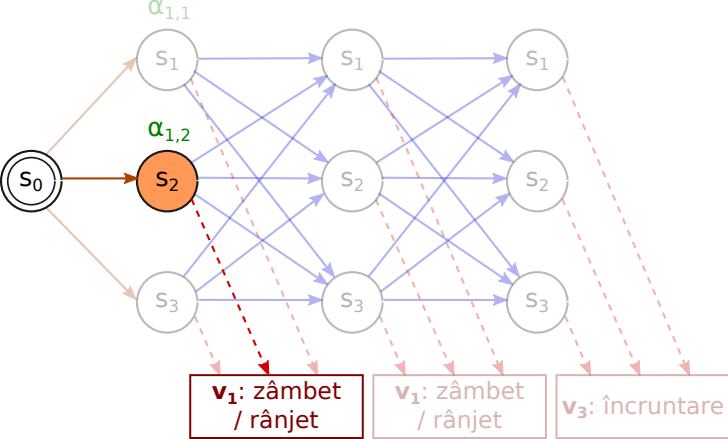 α1,1
s1 s1 s1
α1,2
s0 s2 s2 s2
s3 s3 s3
v1: zâmbet
/ rânjet
v1: zâmbet
/ rânjet
v3: încruntare